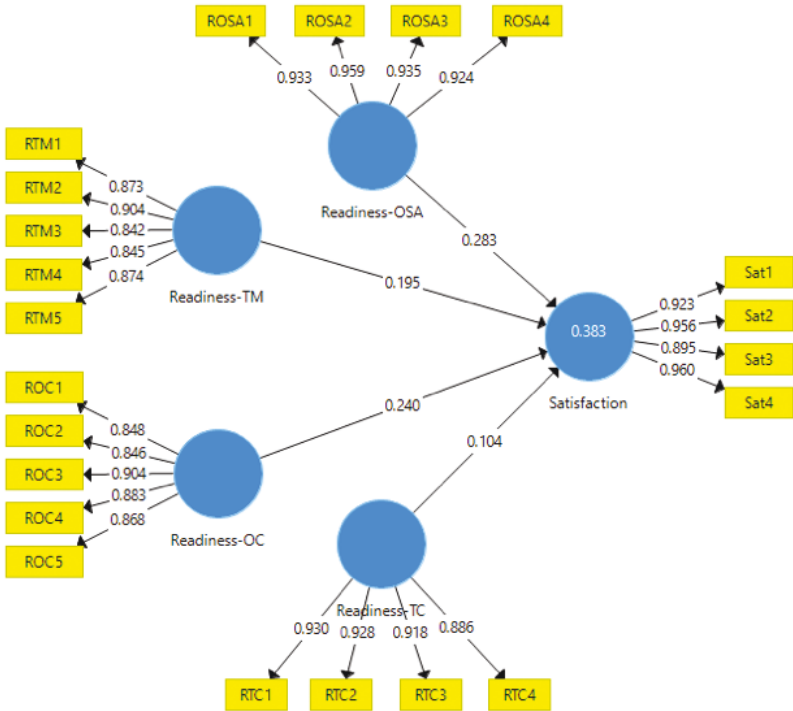 ROSA1 ROSA2 ROSA3 ROSA4
0.933 0.959 0.935 0.924
Readiness-OSA
RTM1
RTM2
RTM3
RTM4
RTM5
0.873
0.904
0.842
0.845
0.874
Readiness-TM
0.283
0.195
0.383
Satisfaction
0.923
0.956
0.895
0.960
Sat1
Sat2
Sat3
Sat4
ROC1
ROC2
ROC3
ROC4
ROC5
0.848
0.846
0.904
0.883
0.868
Readiness-OC
0.240
0.104
Readiness-TC
0.930 0.928 0.918 0.886
RTC1 RTC2 RTC3 RTC4